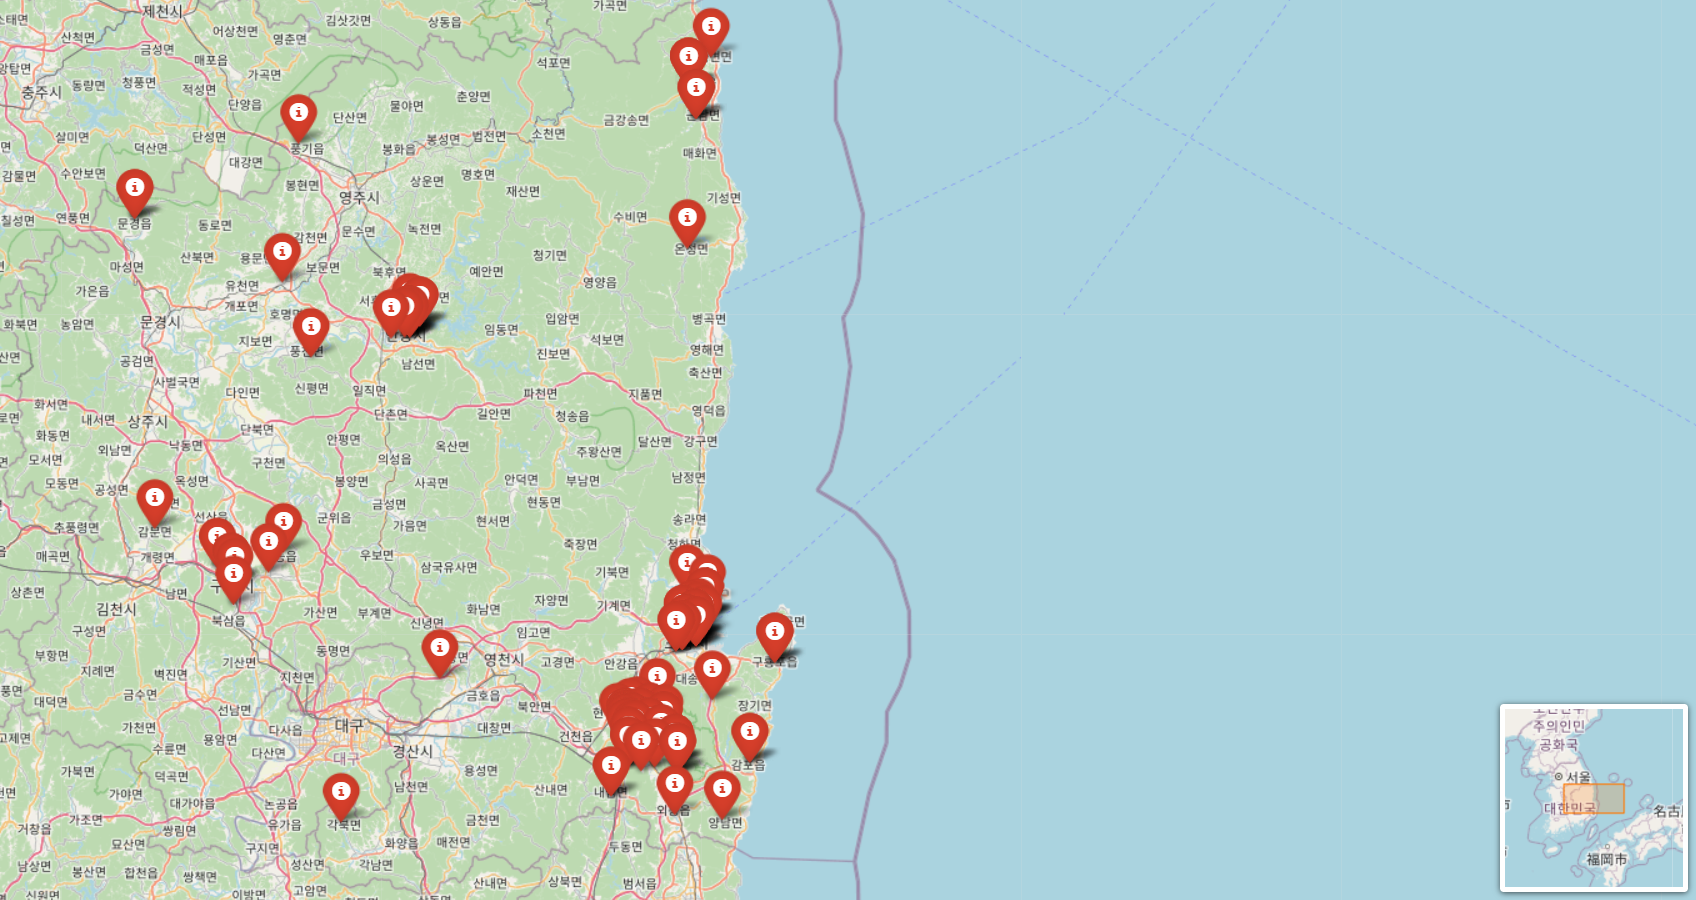 제천시
가곡면
김삿갓면
상동읍
어상천면
산척면
영춘면
금성면
매포읍
석포면
가곡면
청풍면
동량면
적성면
충주시
춘양면
단양읍
물야면
단산면
금강송면
살미면
단성면
봉성면
법전면
소천면
덕산면
풍기읍
봉화읍
매화면
대강면
감물면
수안보면
명호면
상운면
봉현면
재산면
영주시
기성면
칠성면
연풍면
문경읍
동로면
수비면
녹전면
문수면
감천면
온정면
청기면
산북면
보문면
북후면
예안면
마성면
영양읍
가은읍
유천면
개포면
호명면
병곡면
입암면
문경시
화북면
농암면
임동면
석보면
지보면
영해면
진보면
공검면
남선면
축산면
사벌국면
신평면
일직면
다인면
파천면
지품면
화서면
단촌면
길안면
청송읍
영덕읍
내서면
상주시
단북면
화동면
안평면
달산면
강구면
낙동면
옥산면
외남면
주왕산면
모서면
구천면
의성읍
모동면
공성면
옥성면
봉양면
사곡면
안덕면
부남면
남정면
금성면
현동면
군위읍
가음면
현서면
송라면
추풍령면
감문면
매곡면
개령면
우보면
죽장면
삼국유사면
기북면
상촌면
남면
자양면
기계면
김천시
가산면
부계면
화남면
북삼읍
신녕면
구성면
임고면
동명면
부항면
기산면
영천시
고경면
안강읍
지례면
벽진면
지천면
대덕면
금수면
금호읍
북안면
장기면
선남면
가천면
다사읍
대구
대창면
건천읍
용암면
수륜면
다산면
경산시
대구
감포읍
가북면
덕곡면
용성면
가야면
대가야읍
논공읍
남천면
산내면
가조면
유가읍
각북면
금천면
양남면
거창읍
쌍림면
묘산면
구지면
화양읍
매전면
두동면
남상면
봉산면
합천읍
쌍책면
성산면
각남면
산내면
상북면
범서읍
신원면
이방면
고암면
주의인민
공화국
서울
대한민국
福岡市